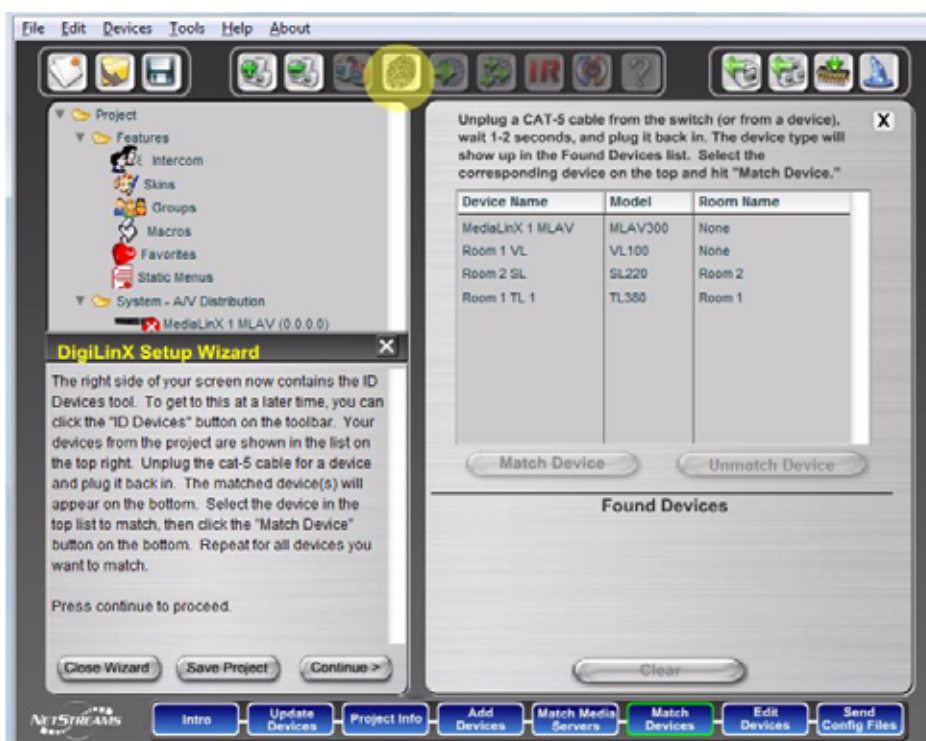 File Edit Devices Tools Help About
IR
?
Project
Features
Intercom
Skins
Groups
Macros
Favorites
Static Menus
System - A/V Distribution
MediaLinX 1 MLAV (0.0.0.0)
DigiLinX Setup Wizard
The right side of your screen now contains the ID
Devices tool. To get to this at a later time, you can
click the "ID Devices" button on the toolbar. Your
devices from the project are shown in the list on
the top right. Unplug the cat-5 cable for a device
and plug it back in. The matched device(s) will
appear on the bottom. Select the device in the
top list to match, then click the "Match Device"
button on the bottom. Repeat for all devices you
want to match.
Press continue to proceed.
Close Wizard Save Project Continue >
Unplug a CAT-5 cable from the switch (or from a device),
wait 1-2 seconds, and plug it back in. The device type will
show up in the Found Devices list. Select the
corresponding device on the top and hit "Match Device."
X
Device Name Model Room Name
MediaLinX 1 MLAV MLAV300 None
Room 1 VL VL100 None
Room 2 SL SL220 Room 2
Room 1 TL 1 TL380 Room 1
Match Device Unmatch Device
Found Devices
Clear
NETSTREAMS
Intro
Update Devices
Project Info
Add Devices
Match Media Servers
Match Devices
Edit Devices
Send Config Files